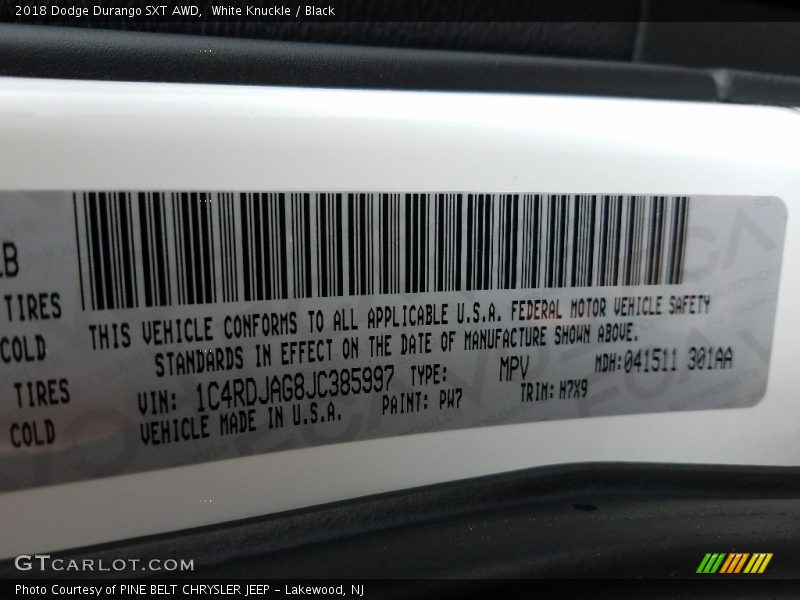 2018 Dodge Durango SXT AWD,  White Knuckle / Black
LB
TIRES
COLD
TIRES
COLD
THIS VEHICLE CONFORMS TO ALL APPLICABLE U.S.A. FEDERAL MOTOR VEHICLE SAFETY
STANDARDS IN EFFECT ON THE DATE OF MANUFACTURE SHOWN ABOVE.
VIN: 1C4RDJAG8JC385997 TYPE: MPV MDH:041511 301AA
VEHICLE MADE IN U.S.A. PAINT: PW7 TRIM: H7X9
GTCARLOT.COM
Photo Courtesy of PINE BELT CHRYSLER JEEP - Lakewood, NJ